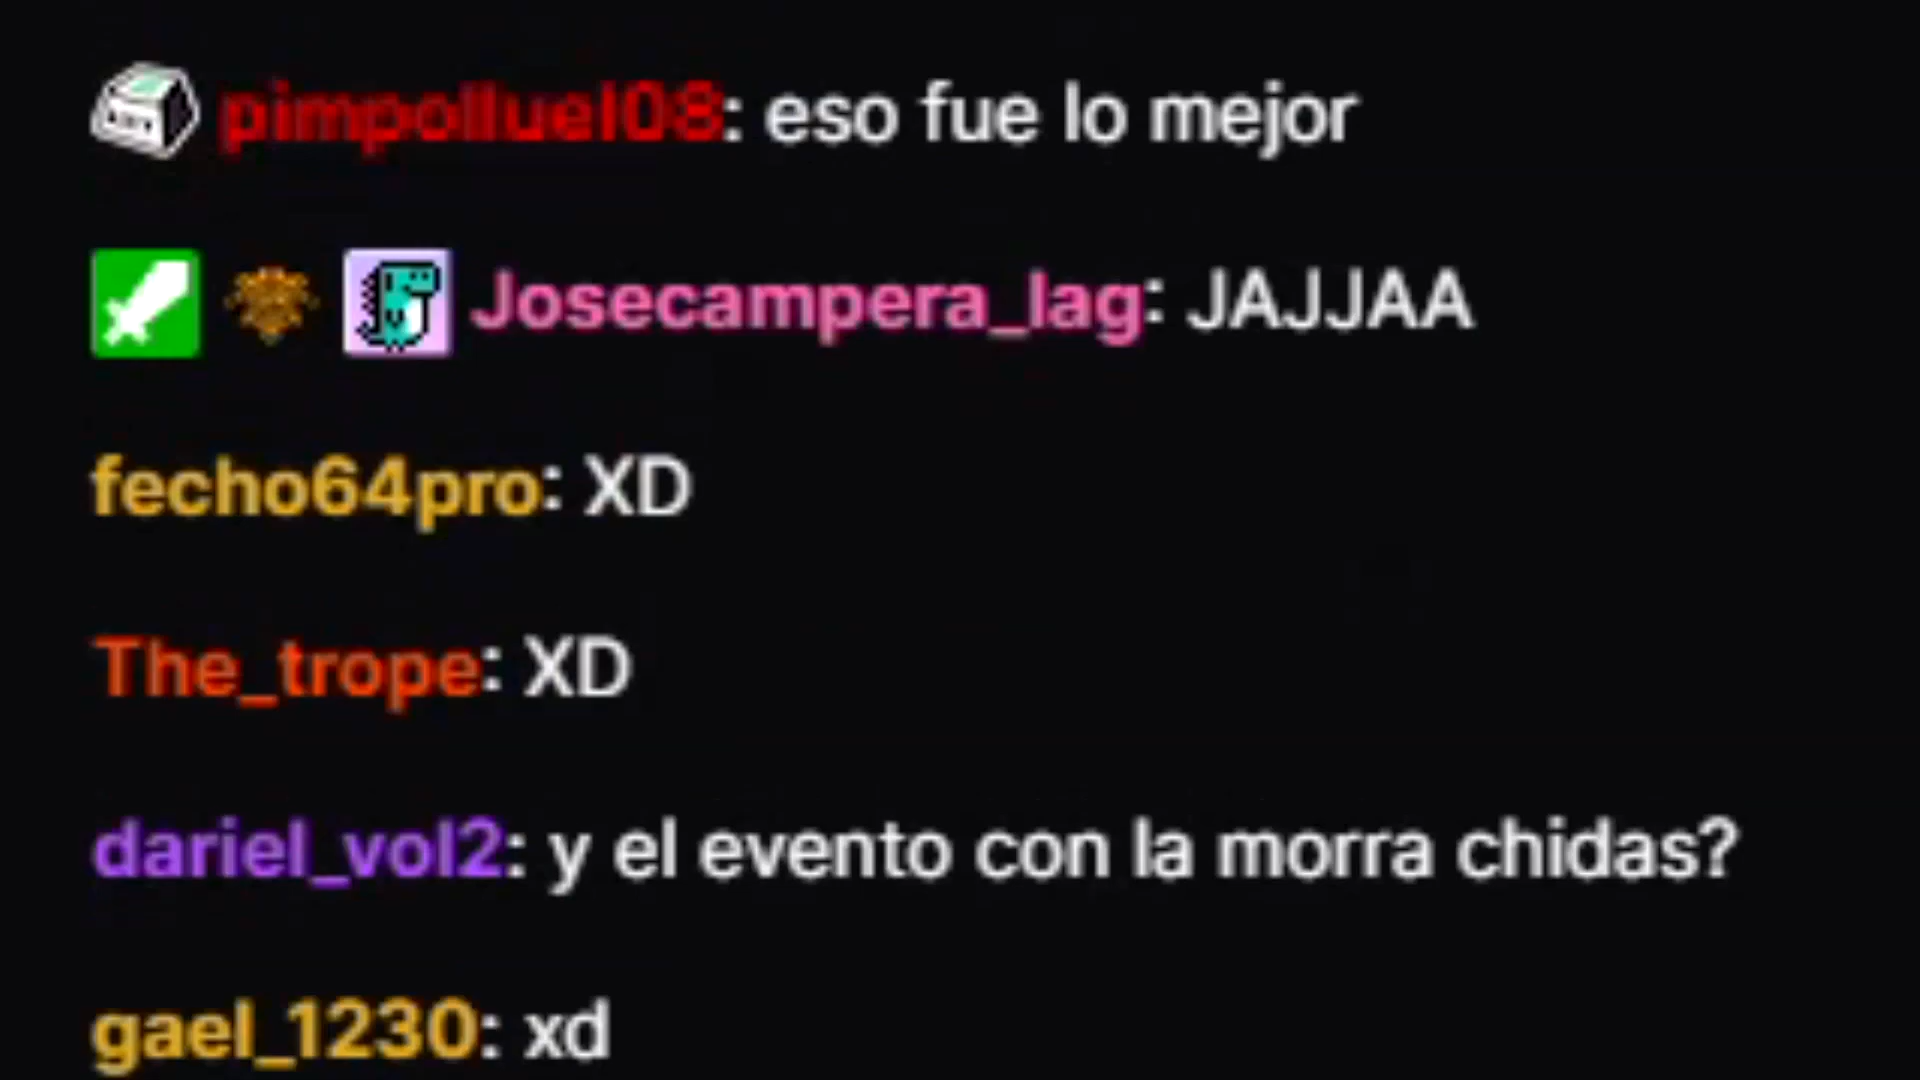 pimpolluel08: eso fue lo mejor
Josecampera_lag: JAJJAA
fecho64pro: XD
The_trope: XD
dariel_vol2: y el evento con la morra chidas?
gael_1230: xd